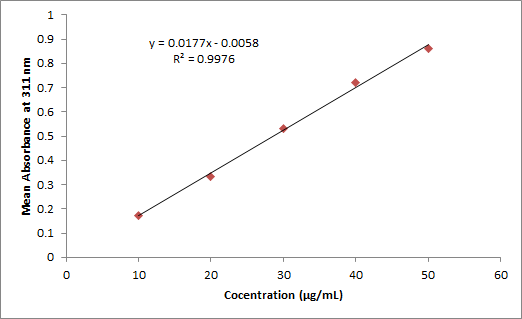 y = 0.0177x - 0.0058
R² = 0.9976
Mean Absorbance at 311 nm
1
0.9
0.8
0.7
0.6
0.5
0.4
0.3
0.2
0.1
0
0 10 20 30 40 50 60
Cocentration (µg/mL)